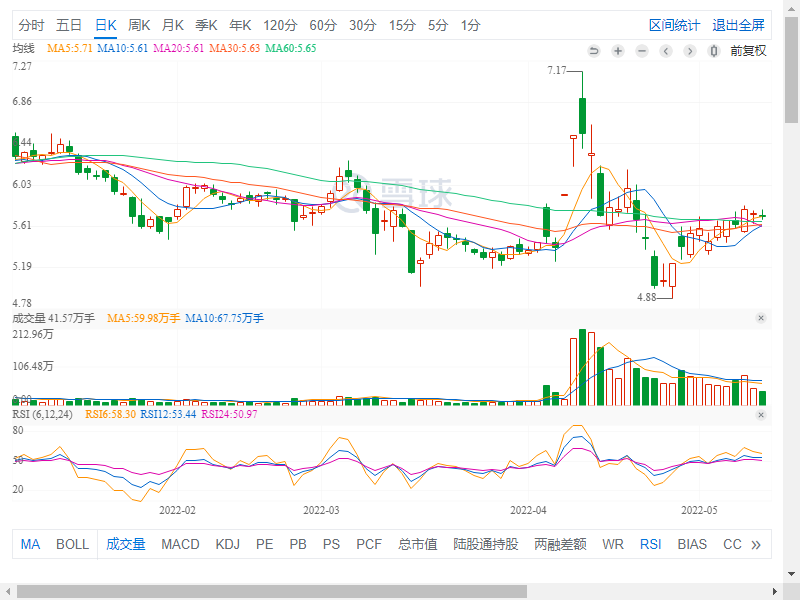 分时 五日 日K 周K 月K 季K 年K 120分 60分 30分 15分 5分 1分 区间统计 退出全屏
均线 MA5:5.71 MA10:5.61 MA20:5.61 MA30:5.63 MA60:5.65 前复权
7.27
7.17
6.86
6.44
雪球
6.03
5.61
5.19
4.88
4.78
成交量 41.57万手 MA5:59.98万手 MA10:67.75万手
212.96万
106.48万
0.00
RSI (6,12,24) RSI6:58.30 RSI12:53.44 RSI24:50.97
80
50
20
2022-02 2022-03 2022-04 2022-05
MA BOLL 成交量 MACD KDJ PE PB PS PCF 总市值 陆股通持股 两融差额 WR RSI BIAS CC »